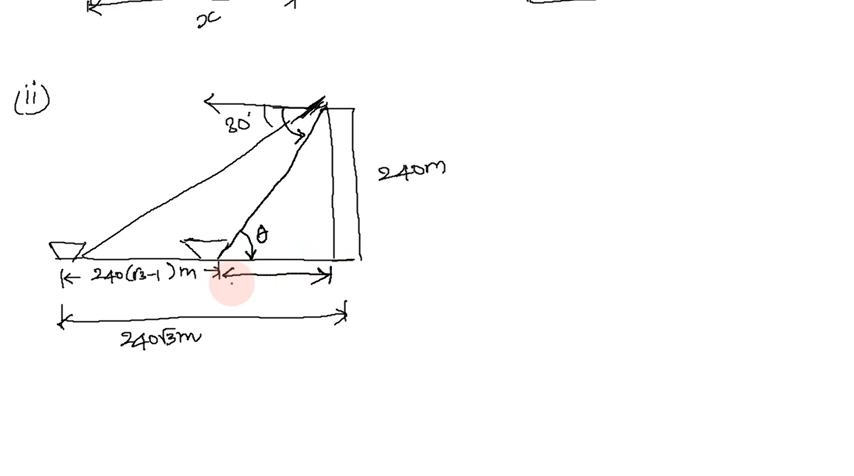 x
(ii)
30°
240m
θ
240(√3-1)m
240√3m